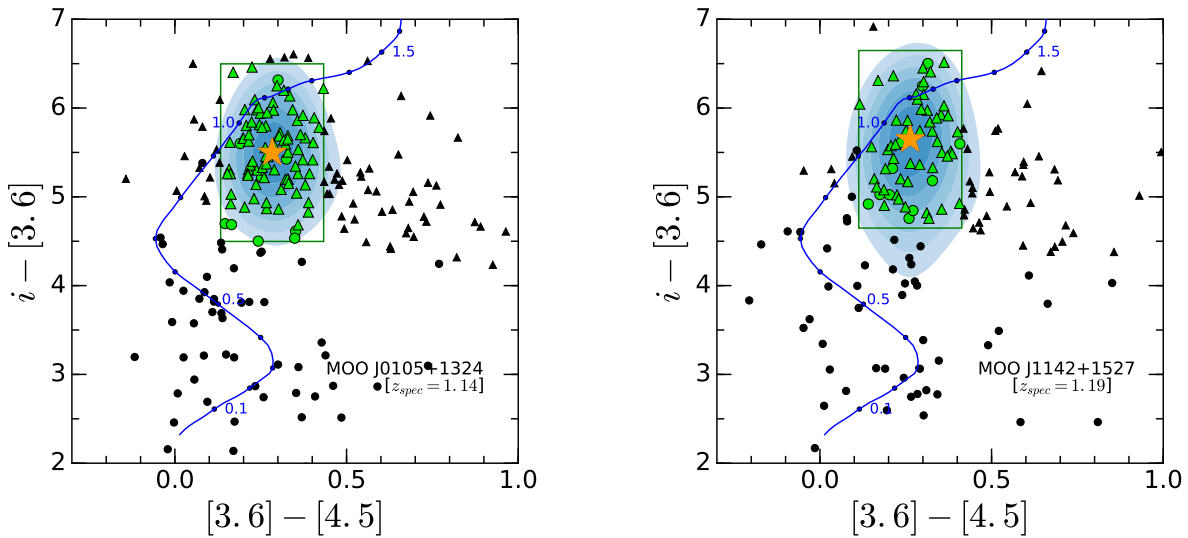 7
6
5
4
3
2
i − [3.6]
1.5
1.0
0.5
0.1
MOO J0105+1324
[z_spec = 1.14]
0.0 0.5 1.0
[3.6] − [4.5]
7
6
5
4
3
2
i − [3.6]
1.5
1.0
0.5
0.1
MOO J1142+1527
[z_spec = 1.19]
0.0 0.5 1.0
[3.6] − [4.5]